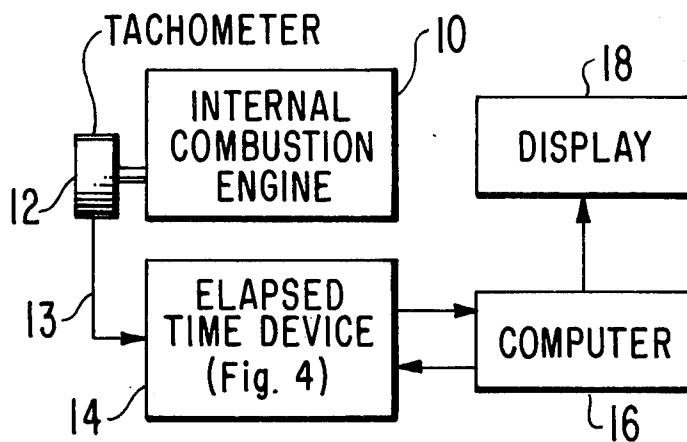 TACHOMETER
10
18
INTERNAL
COMBUSTION
ENGINE
DISPLAY
12
13
ELAPSED
TIME DEVICE
(Fig. 4)
COMPUTER
14
16